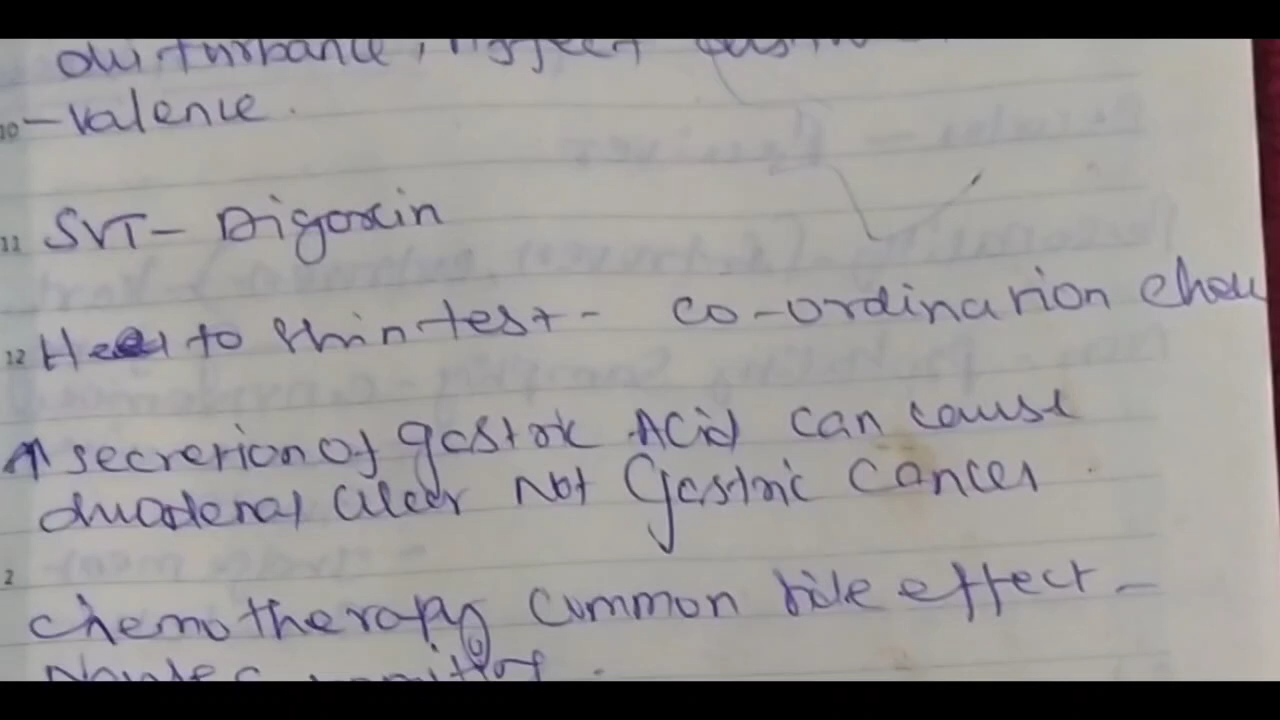 disturbance,
-valence.
SVT- Digoxin
Heel to shin test - co-ordination
↑ secretion of gastric Acid can cause
duodenal ulcer not Gastric cancer.
chemotherapy common side effect -